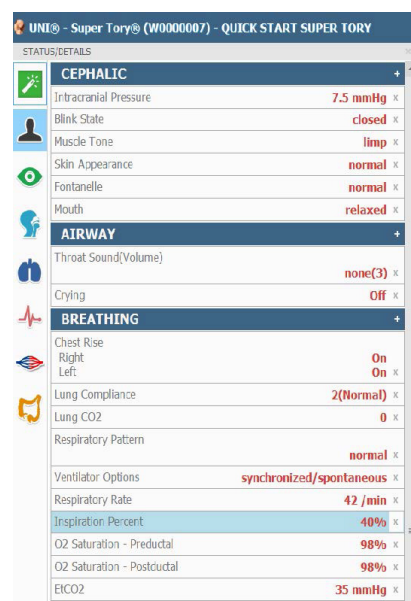 UNI® - Super Tory® (W0000007) - QUICK START SUPER TORY
STATUS/DETAILS
CEPHALIC +
Intracranial Pressure 7.5 mmHg x
Blink State closed x
Muscle Tone limp x
Skin Appearance normal x
Fontanelle normal x
Mouth relaxed x
AIRWAY +
Throat Sound(Volume)
none(3) x
Crying Off x
BREATHING +
Chest Rise
Right On
Left On x
Lung Compliance 2(Normal) x
Lung CO2 0 x
Respiratory Pattern
normal x
Ventilator Options synchronized/spontaneous x
Respiratory Rate 42 /min x
Inspiration Percent 40% x
O2 Saturation - Preductal 98% x
O2 Saturation - Postductal 98% x
EtCO2 35 mmHg x